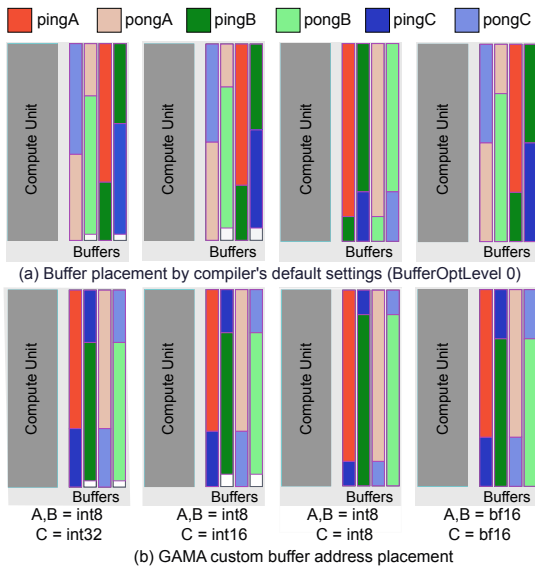 pingA pongA pingB pongB pingC pongC
Compute Unit Compute Unit Compute Unit Compute Unit
Buffers Buffers Buffers Buffers
(a) Buffer placement by compiler's default settings (BufferOptLevel 0)
Compute Unit Compute Unit Compute Unit Compute Unit
Buffers Buffers Buffers Buffers
A,B = int8 A,B = int8 A,B = int8 A,B = bf16
C = int32 C = int16 C = int8 C = bf16
(b) GAMA custom buffer address placement